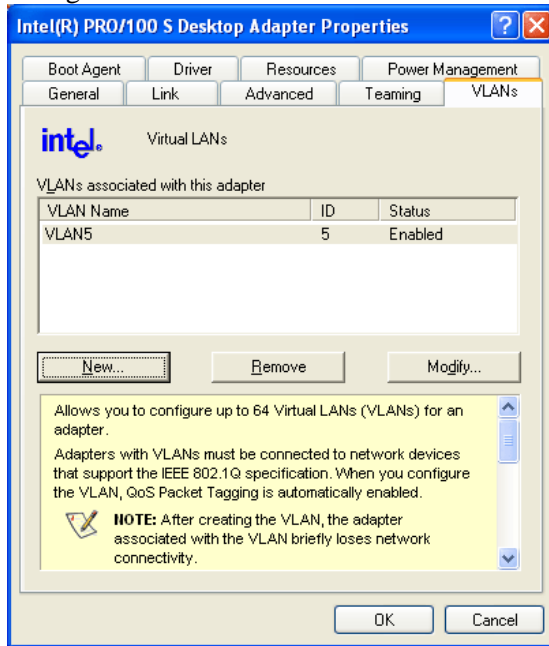 Intel(R) PRO/100 S Desktop Adapter Properties
Boot Agent Driver Resources Power Management
General Link Advanced Teaming VLANs
intel® Virtual LANs
VLANs associated with this adapter
VLAN Name ID Status
VLAN5 5 Enabled
New... Remove Modify...
Allows you to configure up to 64 Virtual LANs (VLANs) for an
adapter.
Adapters with VLANs must be connected to network devices
that support the IEEE 802.1Q specification. When you configure
the VLAN, QoS Packet Tagging is automatically enabled.
NOTE: After creating the VLAN, the adapter
associated with the VLAN briefly loses network
connectivity.
OK Cancel